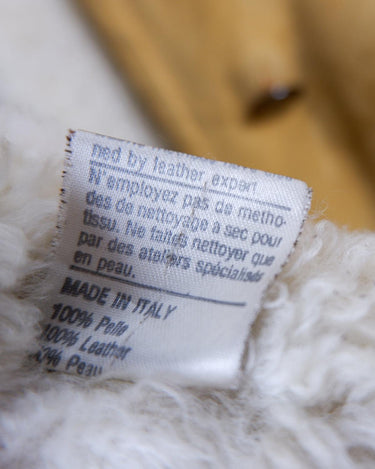 ned by leather expert
N'employez pas de metho-
des de nettoyage a sec pour
tissu. Ne faites nettoyer que
par des ateliers spécialisés
en peau.
MADE IN ITALY
100% Pelle
100% Leather
0% Peau